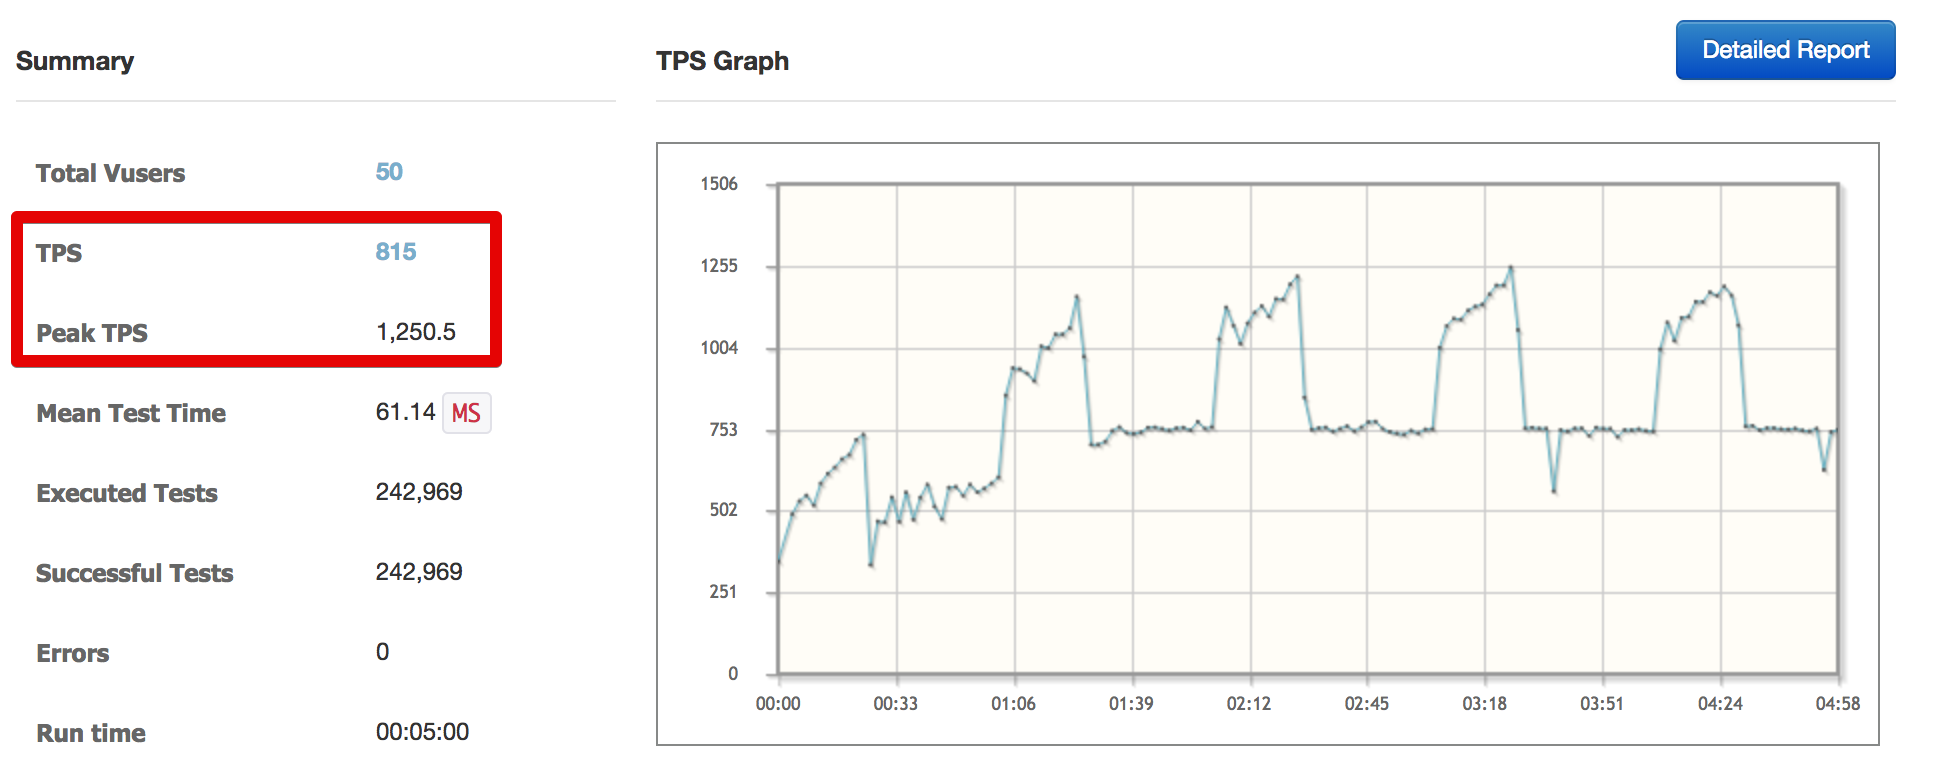 Summary
Total Vusers 50
TPS 815
Peak TPS 1,250.5
Mean Test Time 61.14 MS
Executed Tests 242,969
Successful Tests 242,969
Errors 0
Run time 00:05:00
TPS Graph
Detailed Report
1506
1255
1004
753
502
251
0
00:00 00:33 01:06 01:39 02:12 02:45 03:18 03:51 04:24 04:58